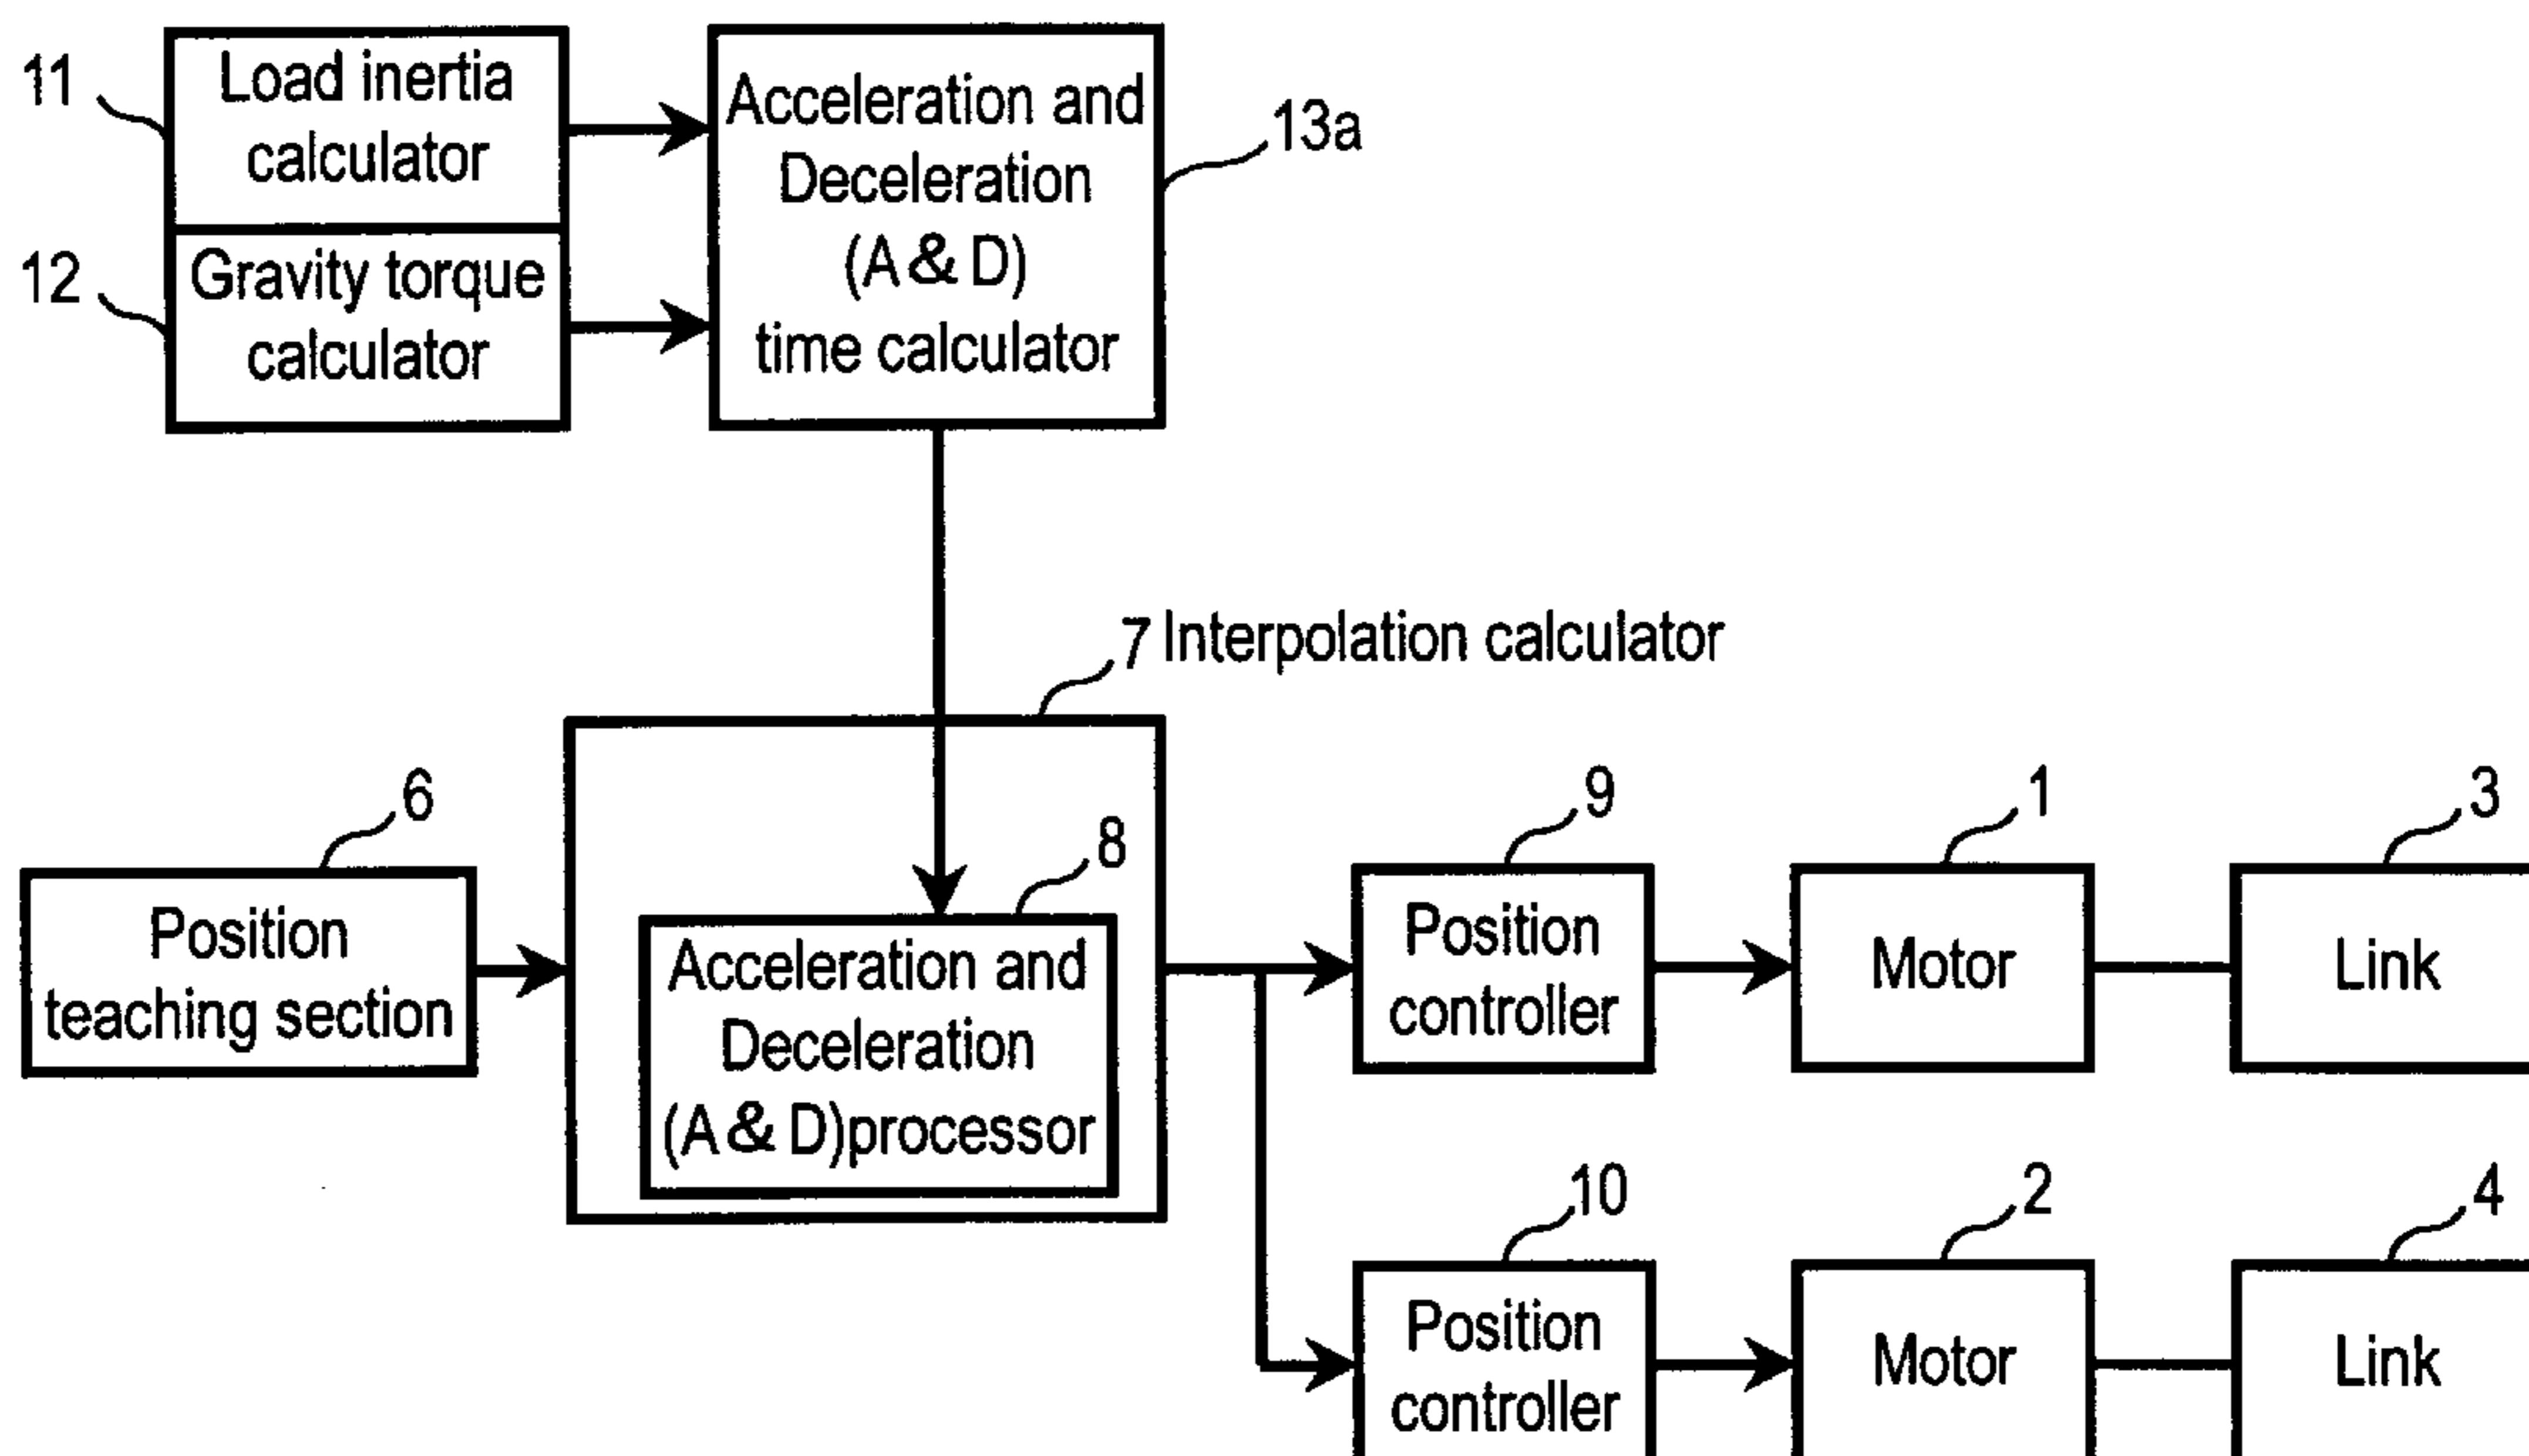 11
Load inertia
calculator
12
Gravity torque
calculator
Acceleration and
Deceleration
(A & D)
time calculator
13a
7 Interpolation calculator
6
Position
teaching section
8
Acceleration and
Deceleration
(A & D)processor
9
Position
controller
1
Motor
3
Link
10
Position
controller
2
Motor
4
Link